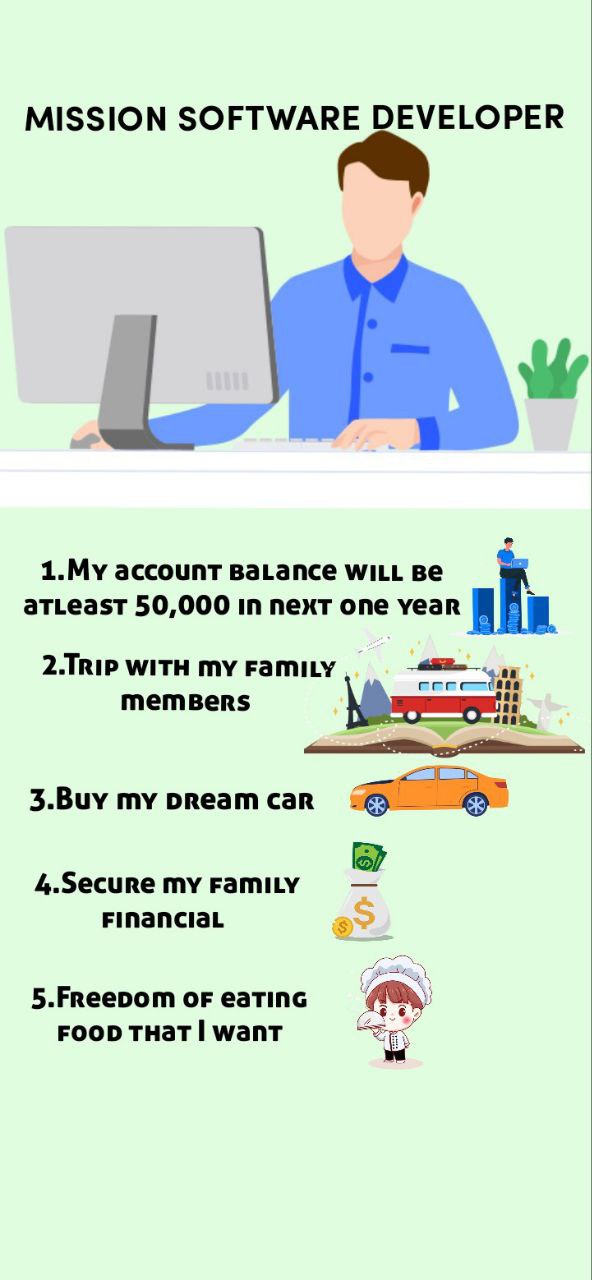 MISSION SOFTWARE DEVELOPER
1.My account balance will be
atleast 50,000 in next one year
2.Trip with my family
members
3.Buy my dream car
4.Secure my family
financial
5.Freedom of eating
food that I want